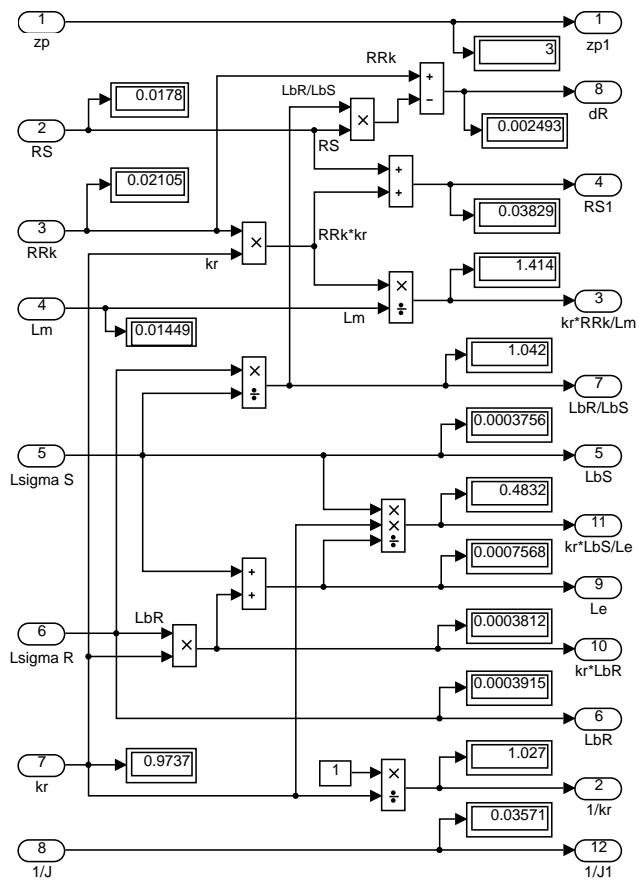 1
zp
1
zp1
3
RRk
+
−
8
dR
LbR/LbS
×
0.0178
2
RS
RS
0.002493
+
+
4
RS1
0.02105
0.03829
3
RRk
×
kr
RRk*kr
1.414
×
÷
4
Lm
Lm
3
kr*RRk/Lm
0.01449
1.042
×
÷
7
LbR/LbS
0.0003756
5
Lsigma S
5
LbS
0.4832
×
×
÷
11
kr*LbS/Le
0.0007568
+
+
9
Le
LbR
0.0003812
6
Lsigma R
×
10
kr*LbR
0.0003915
6
LbR
7
kr
0.9737
1.027
1
×
÷
2
1/kr
0.03571
8
1/J
12
1/J1